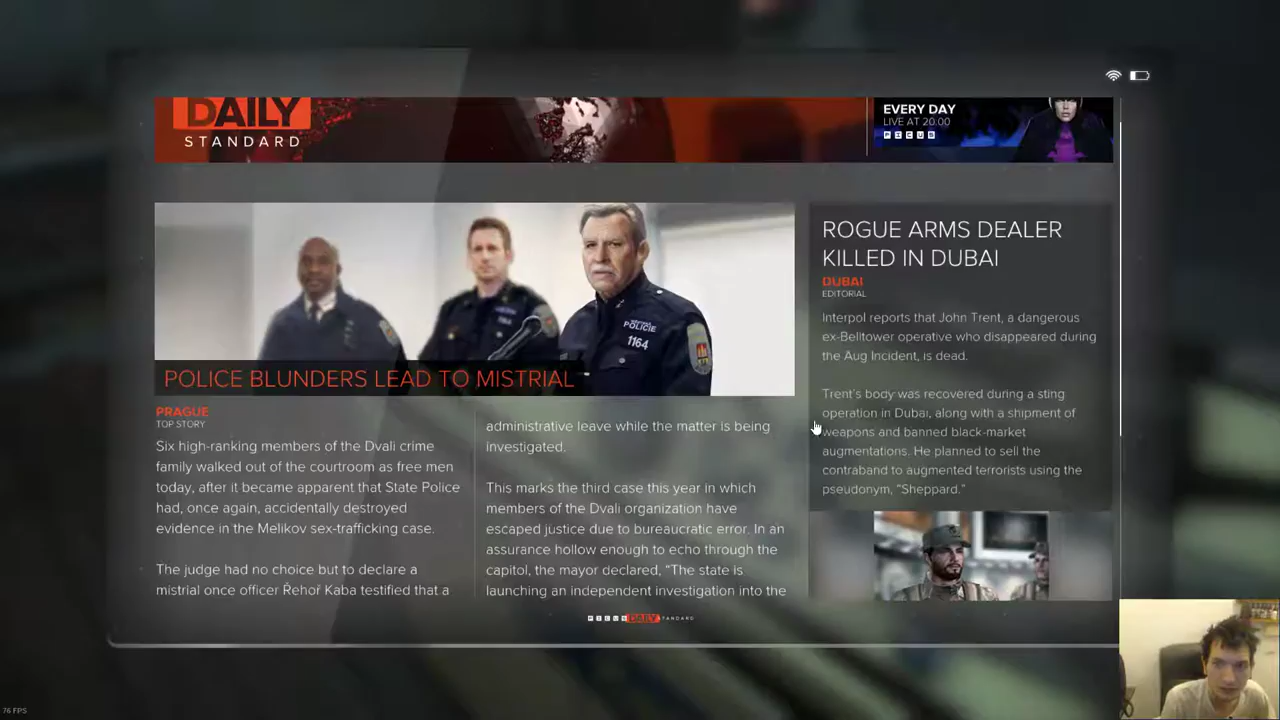 DAILY
STANDARD
EVERY DAY
LIVE AT 20.00
PICUS
POLICE BLUNDERS LEAD TO MISTRIAL
POLICIE
1164
PRAGUE
TOP STORY
Six high-ranking members of the Dvali crime
family walked out of the courtroom as free men
today, after it became apparent that State Police
had, once again, accidentally destroyed
evidence in the Melikov sex-trafficking case.
The judge had no choice but to declare a
mistrial once officer Řehoř Kaba testified that a
administrative leave while the matter is being
investigated.
This marks the third case this year in which
members of the Dvali organization have
escaped justice due to bureaucratic error. In an
assurance hollow enough to echo through the
capitol, the mayor declared, “The state is
launching an independent investigation into the
ROGUE ARMS DEALER
KILLED IN DUBAI
DUBAI
EDITORIAL
Interpol reports that John Trent, a dangerous
ex-Belltower operative who disappeared during
the Aug Incident, is dead.
Trent's body was recovered during a sting
operation in Dubai, along with a shipment of
weapons and banned black-market
augmentations. He planned to sell the
contraband to augmented terrorists using the
pseudonym, “Sheppard.”
PICUS DAILY STANDARD
76 FPS